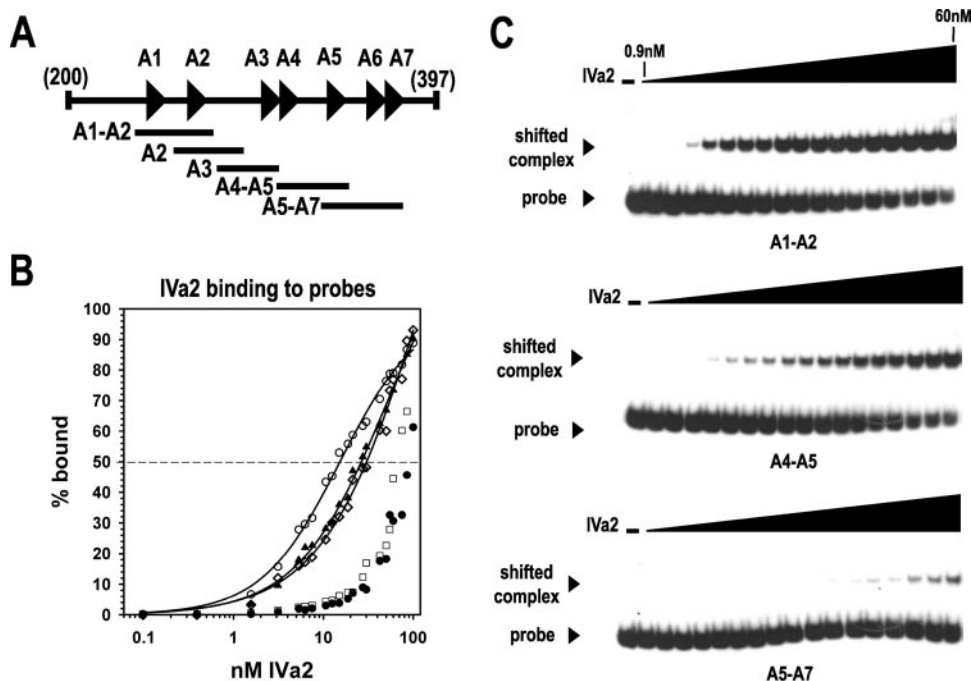 A
A1 A2 A3 A4 A5 A6 A7
(200) (397)
A1-A2
A2
A3
A4-A5
A5-A7
B
IVa2 binding to probes
100
90
80
70
60
50
40
30
20
10
0
% bound
0.1 1 10 100
nM IVa2
C
60nM
0.9nM
IVa2
shifted
complex
probe
A1-A2
IVa2
shifted
complex
probe
A4-A5
IVa2
shifted
complex
probe
A5-A7